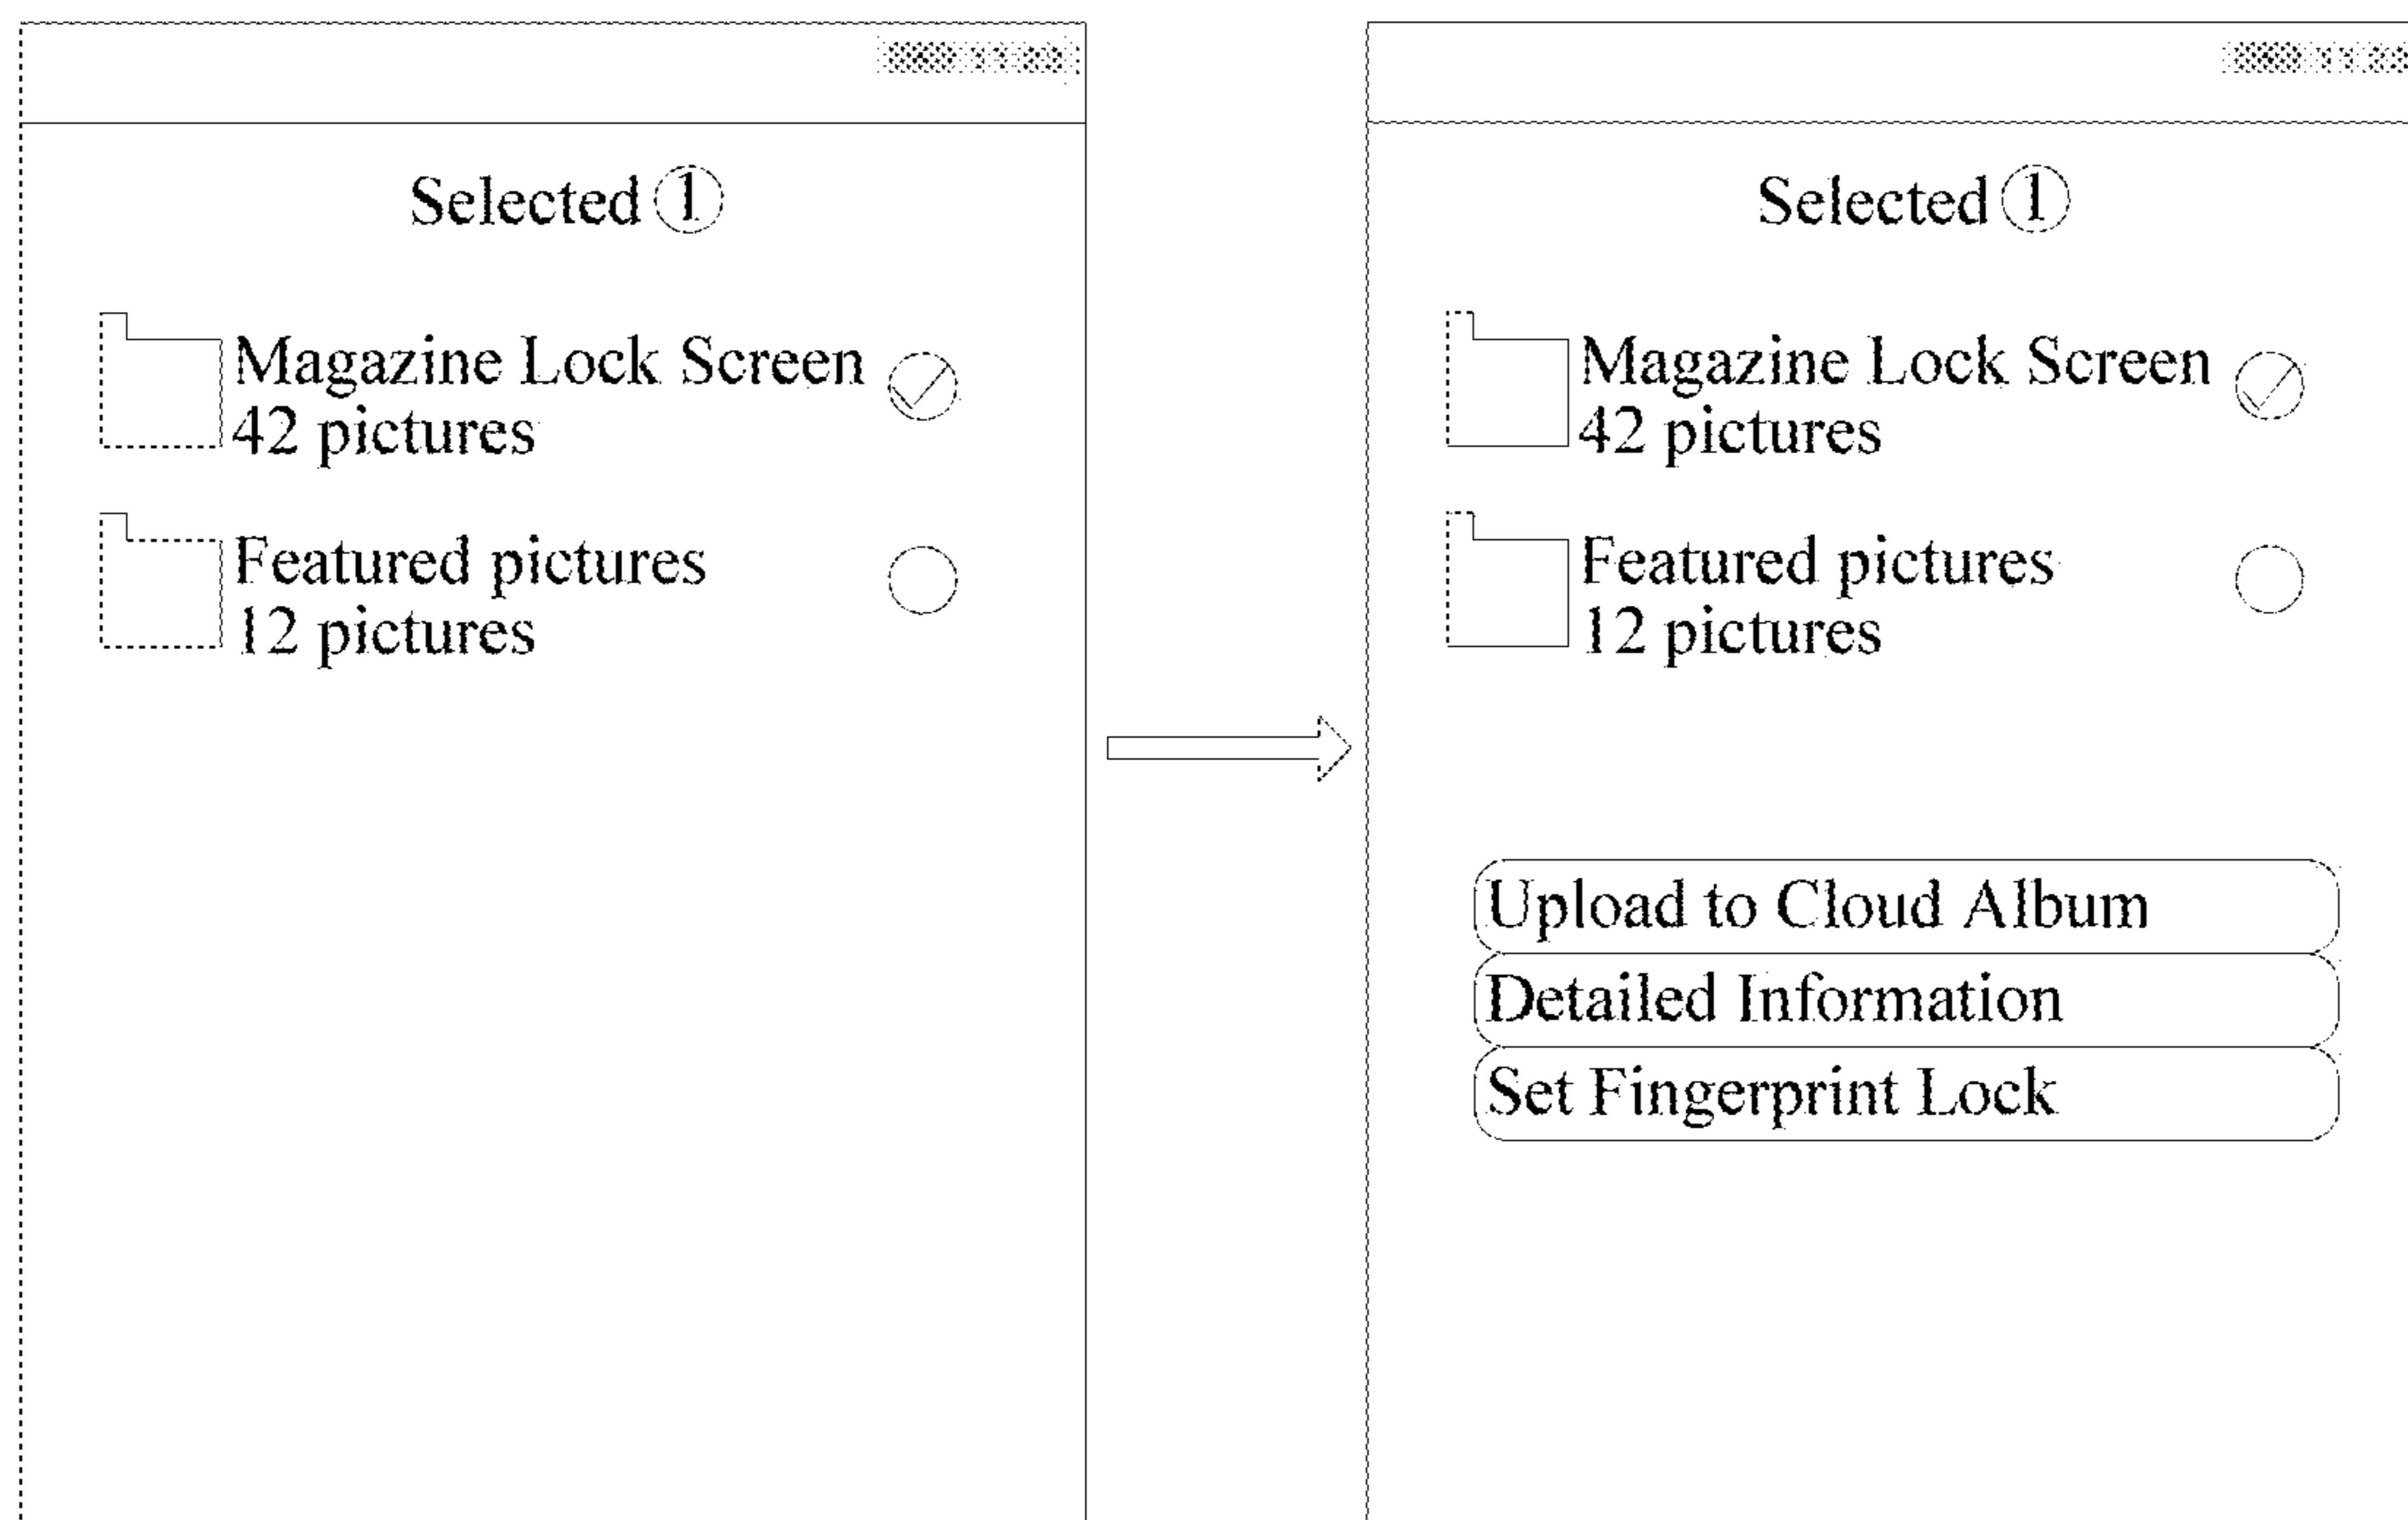 Selected 1
Magazine Lock Screen
42 pictures
Featured pictures
12 pictures
Selected 1
Magazine Lock Screen
42 pictures
Featured pictures
12 pictures
Upload to Cloud Album
Detailed Information
Set Fingerprint Lock